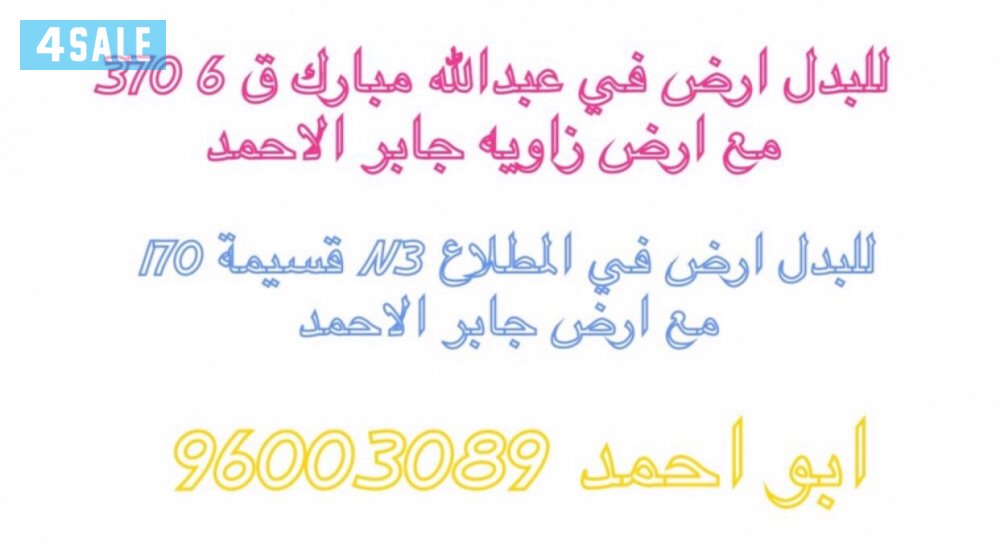 4SALE
للبدل ارض في عبدالله مبارك ق 6 370
مع ارض زاويه جابر الاحمد
للبدل ارض في المطلاع N3 قسيمة 170
مع ارض جابر الاحمد
ابو احمد 96003089